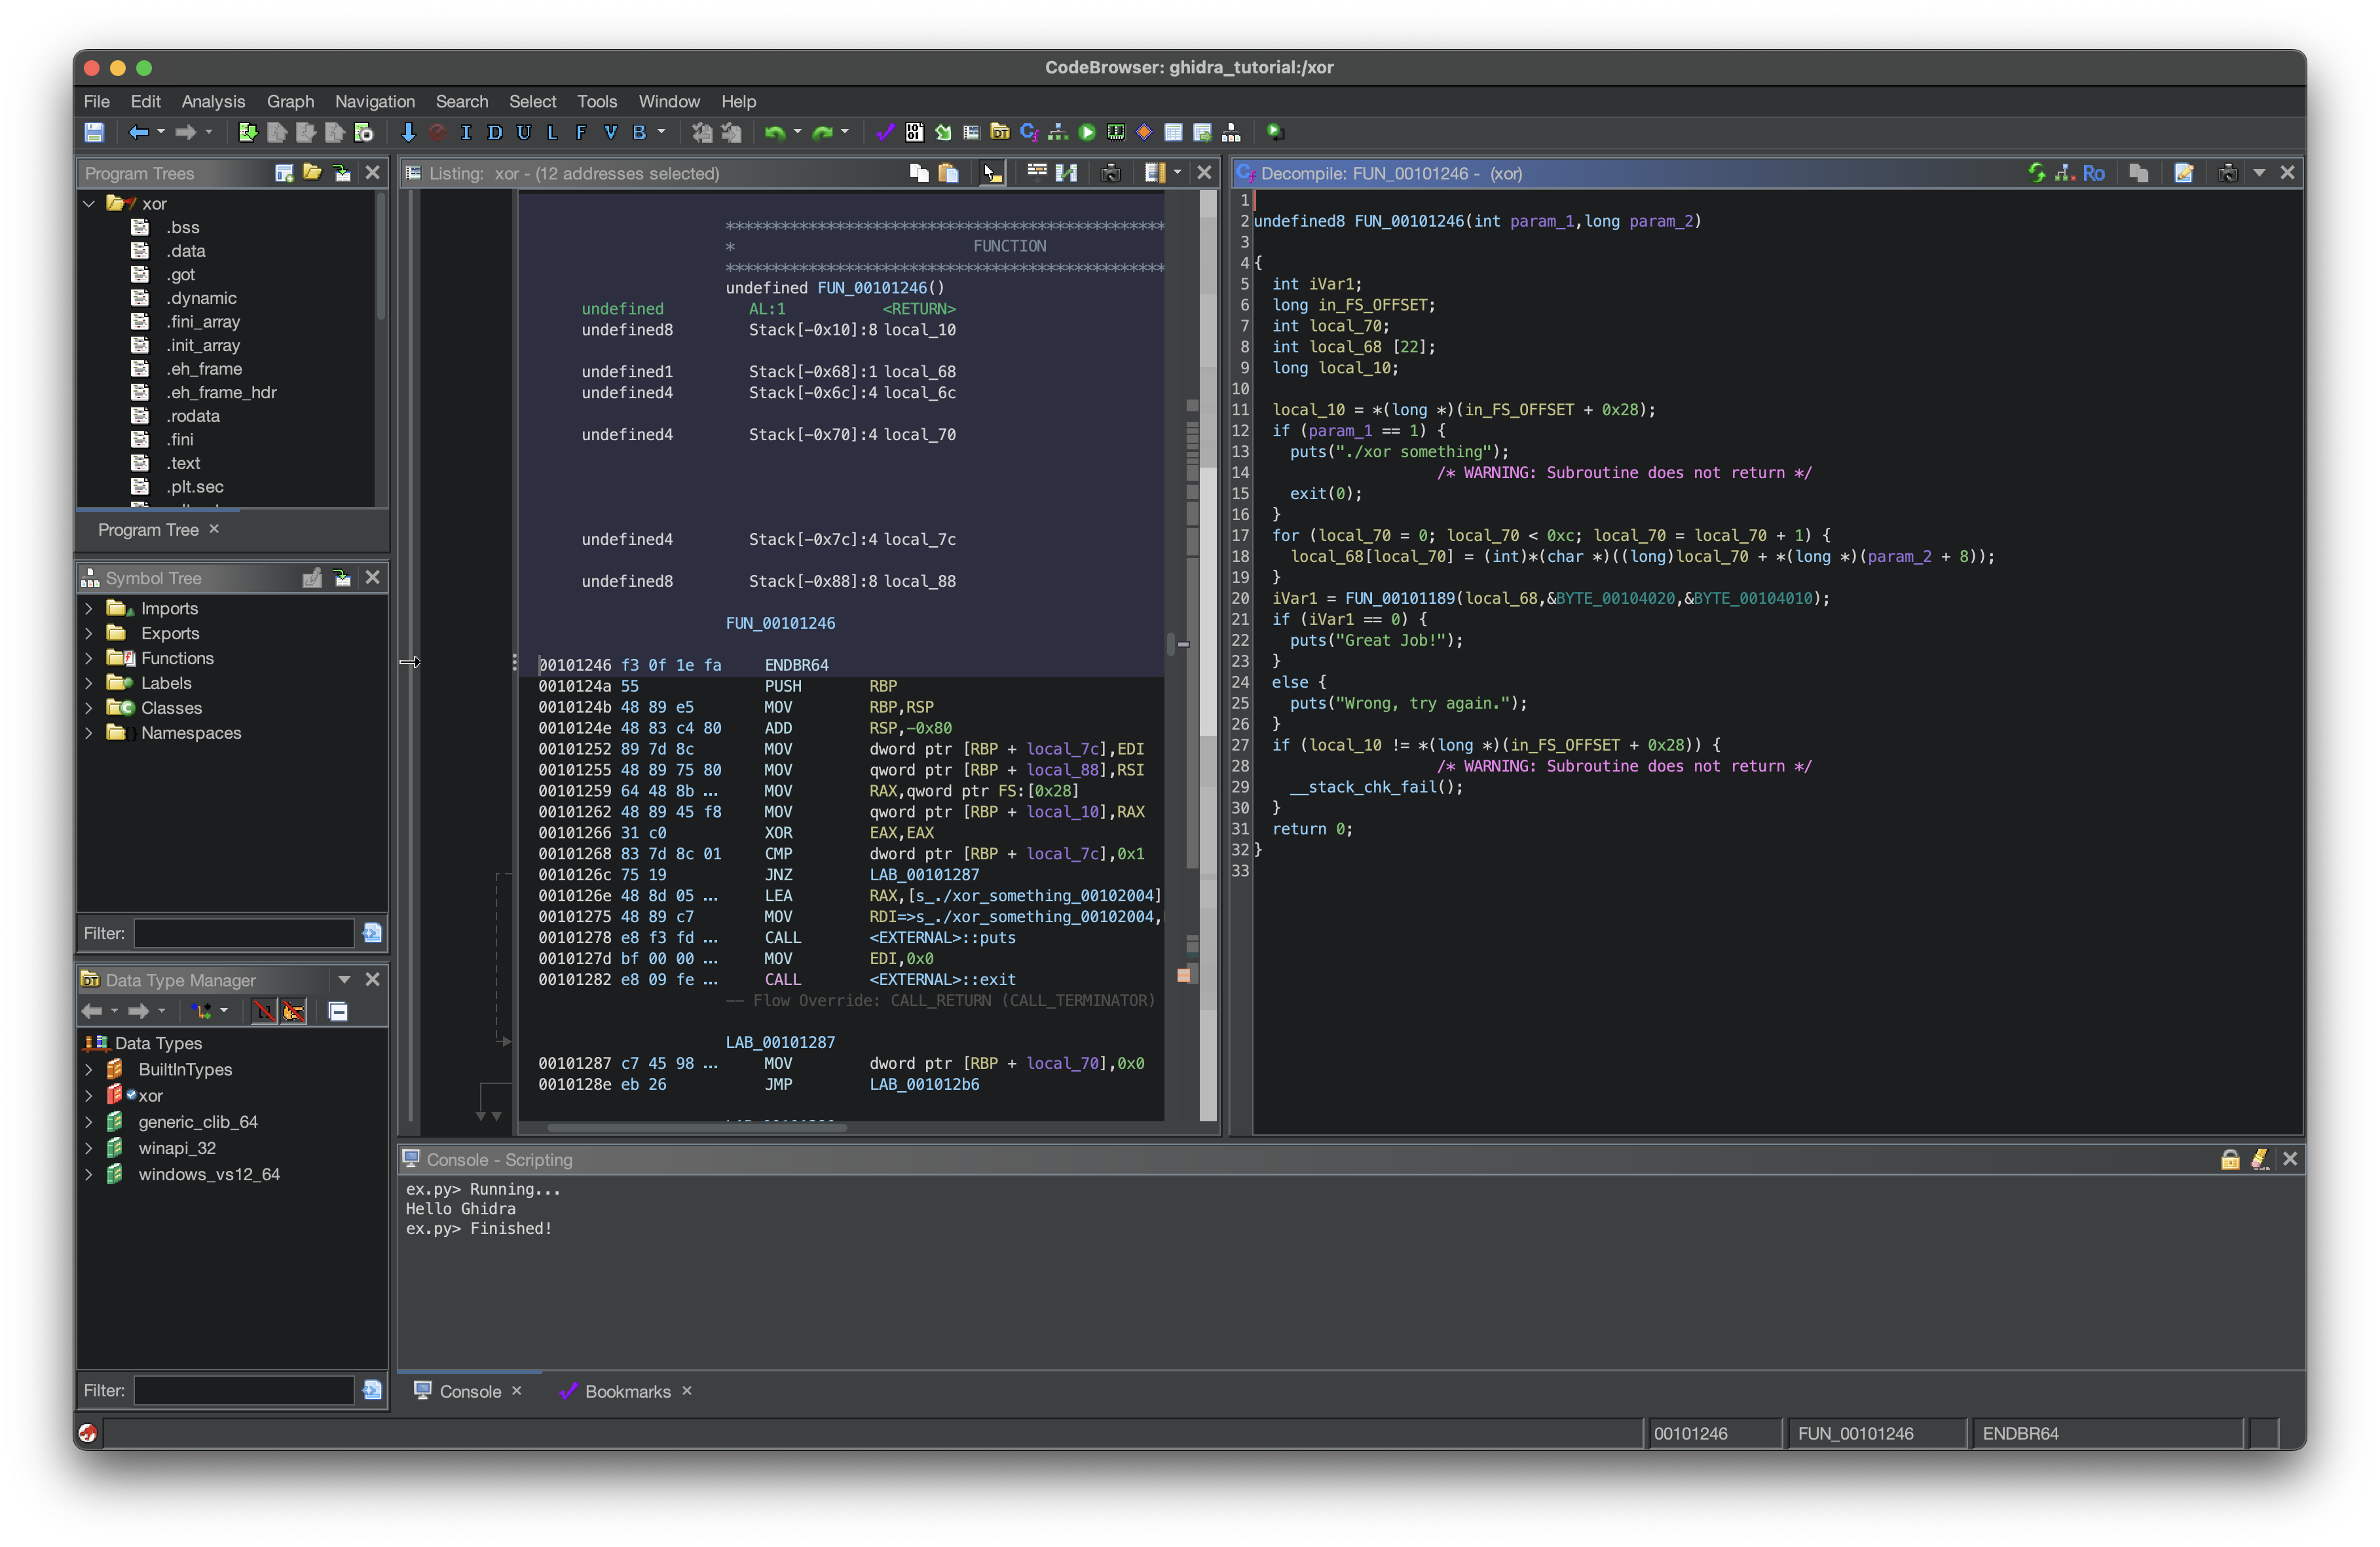 CodeBrowser: ghidra_tutorial:/xor
File Edit Analysis Graph Navigation Search Select Tools Window Help
I D U L F V B
Program Trees
xor
.bss
.data
.got
.dynamic
.fini_array
.init_array
.eh_frame
.eh_frame_hdr
.rodata
.fini
.text
.plt.sec
Program Tree
Symbol Tree
Imports
Exports
Functions
Labels
Classes
Namespaces
Filter:
Data Type Manager
Data Types
BuiltInTypes
xor
generic_clib_64
winapi_32
windows_vs12_64
Filter:
Listing: xor - (12 addresses selected)
************************************************
* FUNCTION
************************************************
undefined FUN_00101246()
undefined AL:1 <RETURN>
undefined8 Stack[-0x10]:8 local_10
undefined1 Stack[-0x68]:1 local_68
undefined4 Stack[-0x6c]:4 local_6c
undefined4 Stack[-0x70]:4 local_70
undefined4 Stack[-0x7c]:4 local_7c
undefined8 Stack[-0x88]:8 local_88
FUN_00101246
00101246 f3 0f 1e fa ENDBR64
0010124a 55 PUSH RBP
0010124b 48 89 e5 MOV RBP,RSP
0010124e 48 83 c4 80 ADD RSP,-0x80
00101252 89 7d 8c MOV dword ptr [RBP + local_7c],EDI
00101255 48 89 75 80 MOV qword ptr [RBP + local_88],RSI
00101259 64 48 8b ... MOV RAX,qword ptr FS:[0x28]
00101262 48 89 45 f8 MOV qword ptr [RBP + local_10],RAX
00101266 31 c0 XOR EAX,EAX
00101268 83 7d 8c 01 CMP dword ptr [RBP + local_7c],0x1
0010126c 75 19 JNZ LAB_00101287
0010126e 48 8d 05 ... LEA RAX,[s_./xor_something_00102004]
00101275 48 89 c7 MOV RDI=>s_./xor_something_00102004,
00101278 e8 f3 fd ... CALL <EXTERNAL>::puts
0010127d bf 00 00 ... MOV EDI,0x0
00101282 e8 09 fe ... CALL <EXTERNAL>::exit
-- Flow Override: CALL_RETURN (CALL_TERMINATOR)
LAB_00101287
00101287 c7 45 98 ... MOV dword ptr [RBP + local_70],0x0
0010128e eb 26 JMP LAB_001012b6
Decompile: FUN_00101246 - (xor)
1
2 undefined8 FUN_00101246(int param_1,long param_2)
3
4 {
5 int iVar1;
6 long in_FS_OFFSET;
7 int local_70;
8 int local_68 [22];
9 long local_10;
10
11 local_10 = *(long *)(in_FS_OFFSET + 0x28);
12 if (param_1 == 1) {
13 puts("./xor something");
14 /* WARNING: Subroutine does not return */
15 exit(0);
16 }
17 for (local_70 = 0; local_70 < 0xc; local_70 = local_70 + 1) {
18 local_68[local_70] = (int)*(char *)((long)local_70 + *(long *)(param_2 + 8));
19 }
20 iVar1 = FUN_00101189(local_68,&BYTE_00104020,&BYTE_00104010);
21 if (iVar1 == 0) {
22 puts("Great Job!");
23 }
24 else {
25 puts("Wrong, try again.");
26 }
27 if (local_10 != *(long *)(in_FS_OFFSET + 0x28)) {
28 /* WARNING: Subroutine does not return */
29 __stack_chk_fail();
30 }
31 return 0;
32 }
33
Console - Scripting
ex.py> Running...
Hello Ghidra
ex.py> Finished!
Console Bookmarks
00101246 FUN_00101246 ENDBR64